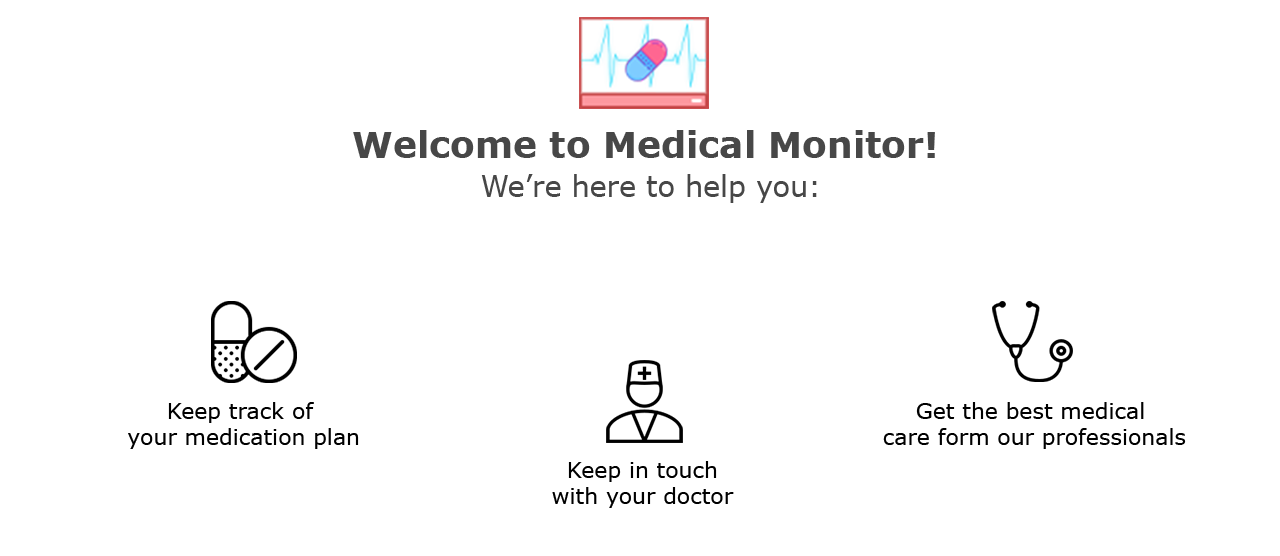 Welcome to Medical Monitor!
We’re here to help you:
Keep track of
your medication plan
Keep in touch
with your doctor
Get the best medical
care form our professionals